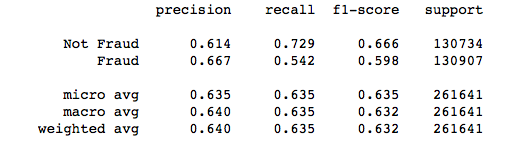 precision recall f1-score support
Not Fraud 0.614 0.729 0.666 130734
Fraud 0.667 0.542 0.598 130907
micro avg 0.635 0.635 0.635 261641
macro avg 0.640 0.635 0.632 261641
weighted avg 0.640 0.635 0.632 261641